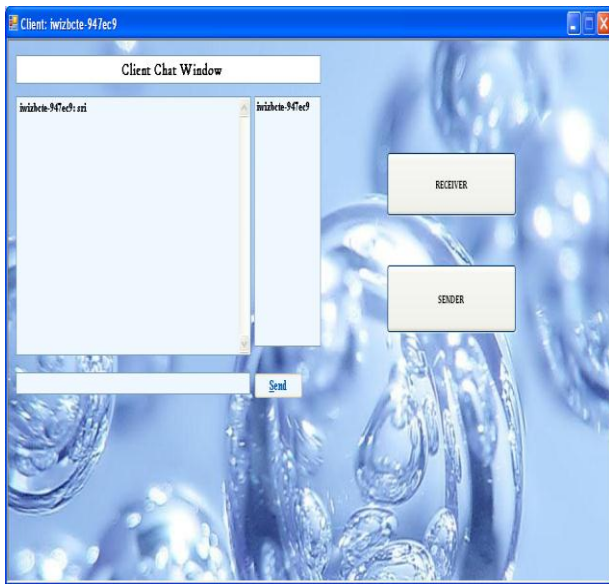 Client: iwizbcte-947ec9
Client Chat Window
iwizbcte-947ec9: sri
iwizbcte-947ec9
RECEIVER
SENDER
Send